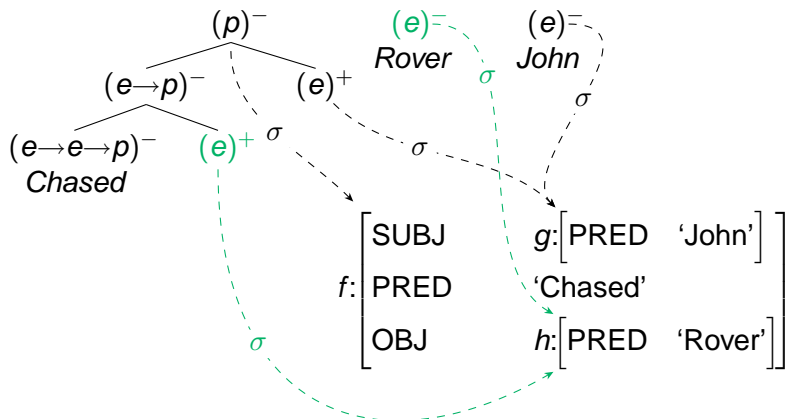 (p)⁻ (e)⁻ (e)⁻
Rover John
(e→p)⁻ (e)⁺ σ σ
σ
(e→e→p)⁻ (e)⁺ σ
Chased
SUBJ g:[PRED ‘John’]
f: PRED ‘Chased’
OBJ h:[PRED ‘Rover’]
σ